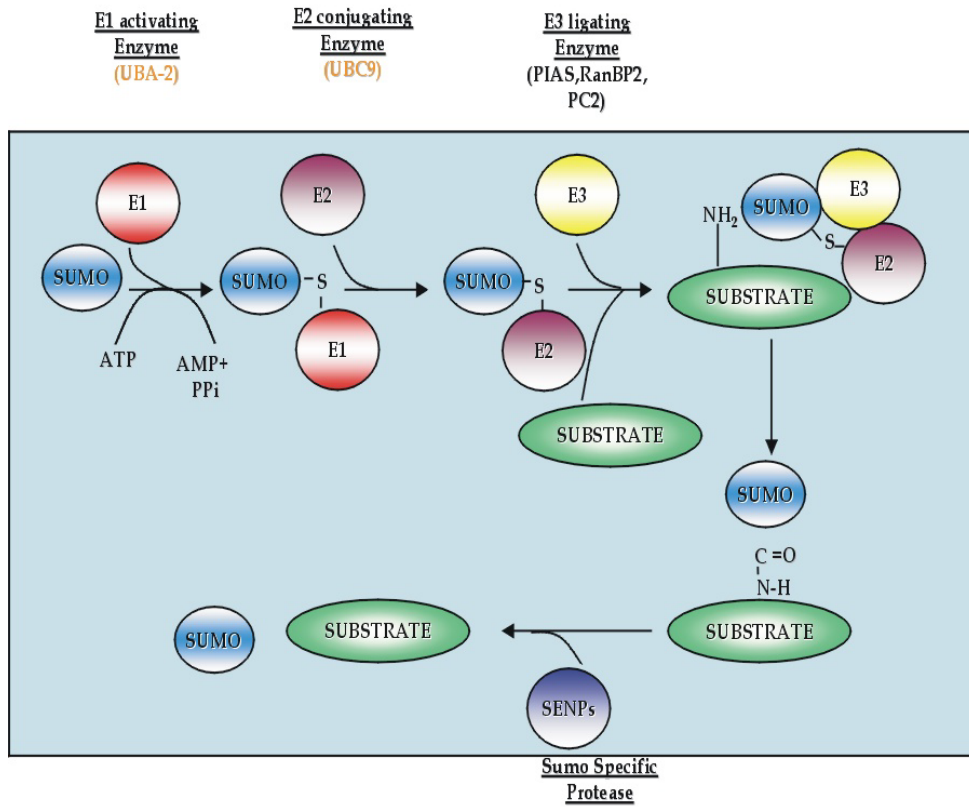 E1 activating
Enzyme
(UBA-2)
E2 conjugating
Enzyme
(UBC9)
E3 ligating
Enzyme
(PIAS,RanBP2,
PC2)
E1
SUMO
ATP
AMP+
PPi
E2
SUMO
S
E1
E3
SUMO
S
E2
SUBSTRATE
NH2
SUMO
E3
S
E2
SUBSTRATE
SUMO
C =O
N-H
SUBSTRATE
SUMO
SUBSTRATE
SENPs
Sumo Specific
Protease